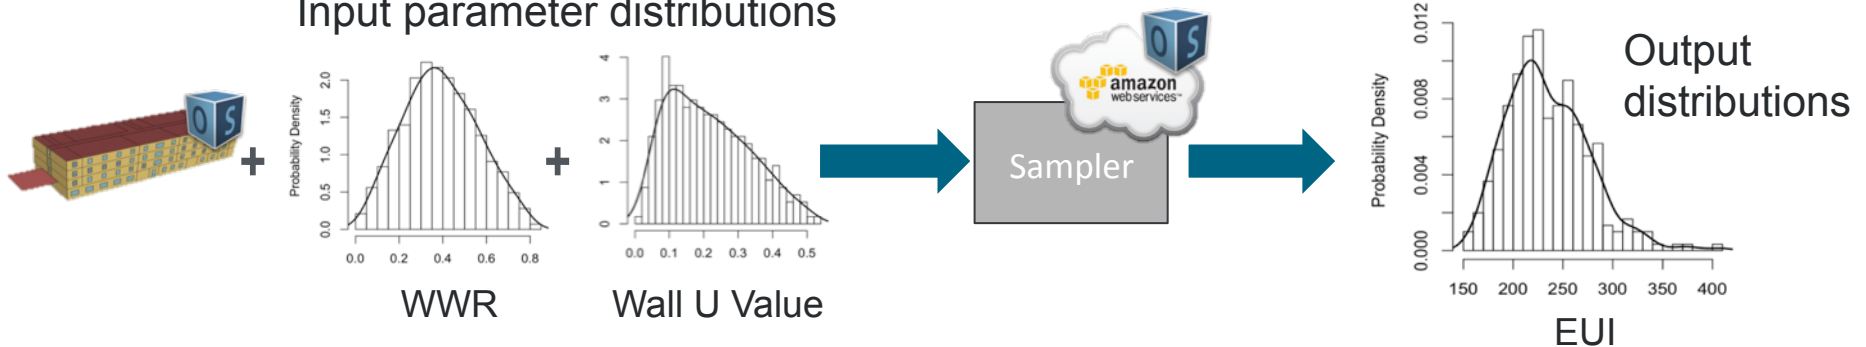 Input parameter distributions
O S
+
Probability Density
0.0 0.5 1.0 1.5 2.0
0.0 0.2 0.4 0.6 0.8
WWR
+
0 1 2 3 4
0.0 0.1 0.2 0.3 0.4 0.5
Wall U Value
O S
amazon
webservices™
Sampler
Probability Density
0.000 0.004 0.008 0.012
150 200 250 300 350 400
EUI
Output
distributions